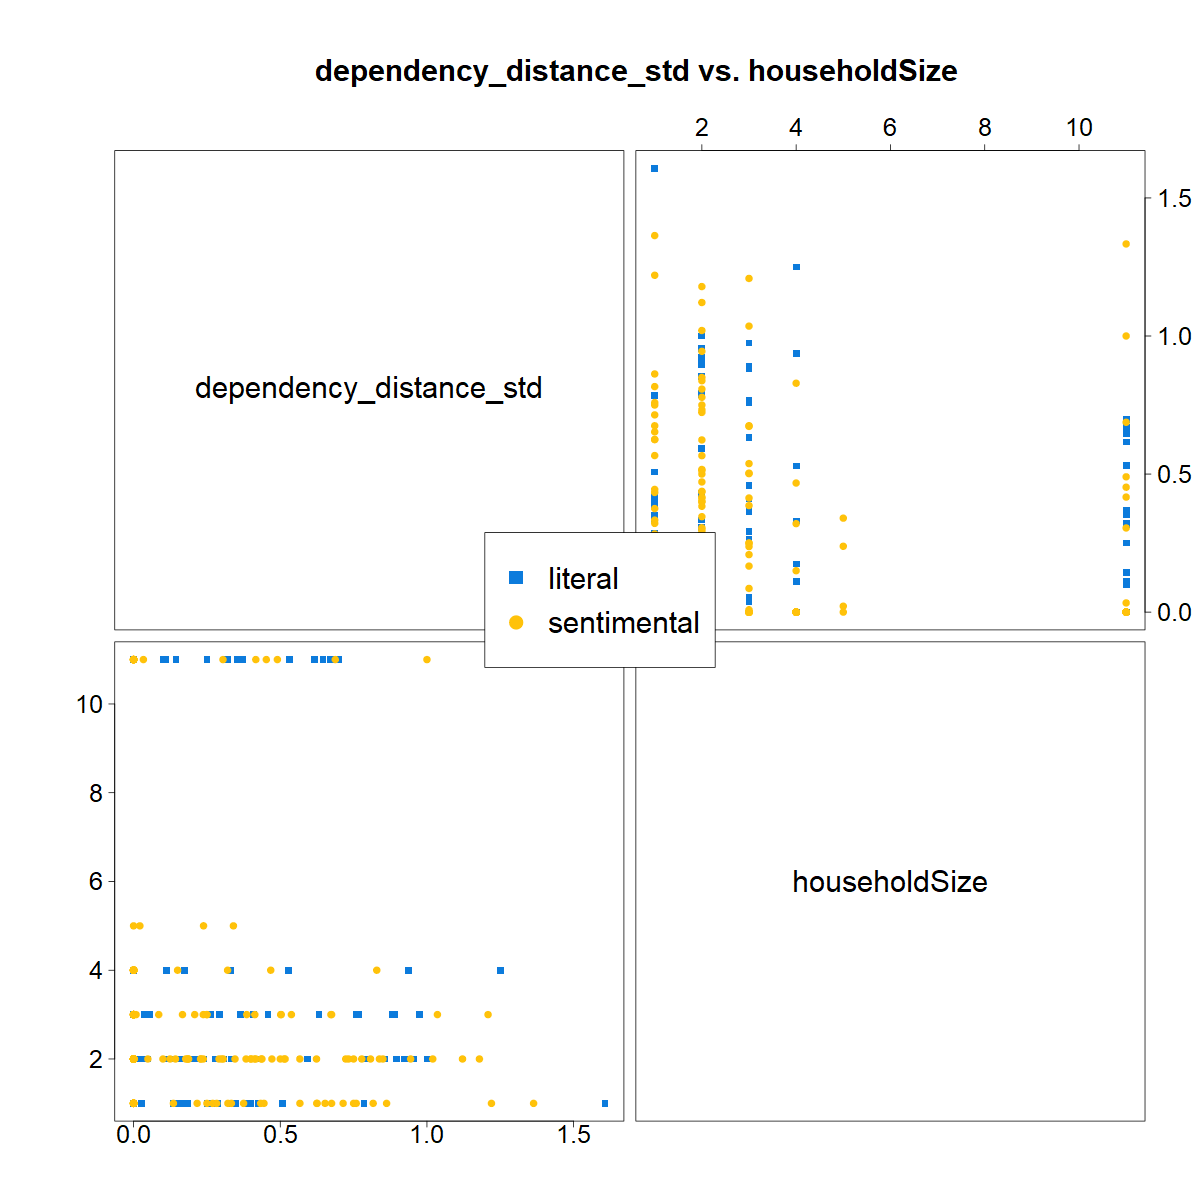 dependency_distance_std vs. householdSize
2 4 6 8 10
dependency_distance_std
1.5
1.0
0.5
0.0
literal
sentimental
10
8
6
4
2
householdSize
0.0 0.5 1.0 1.5